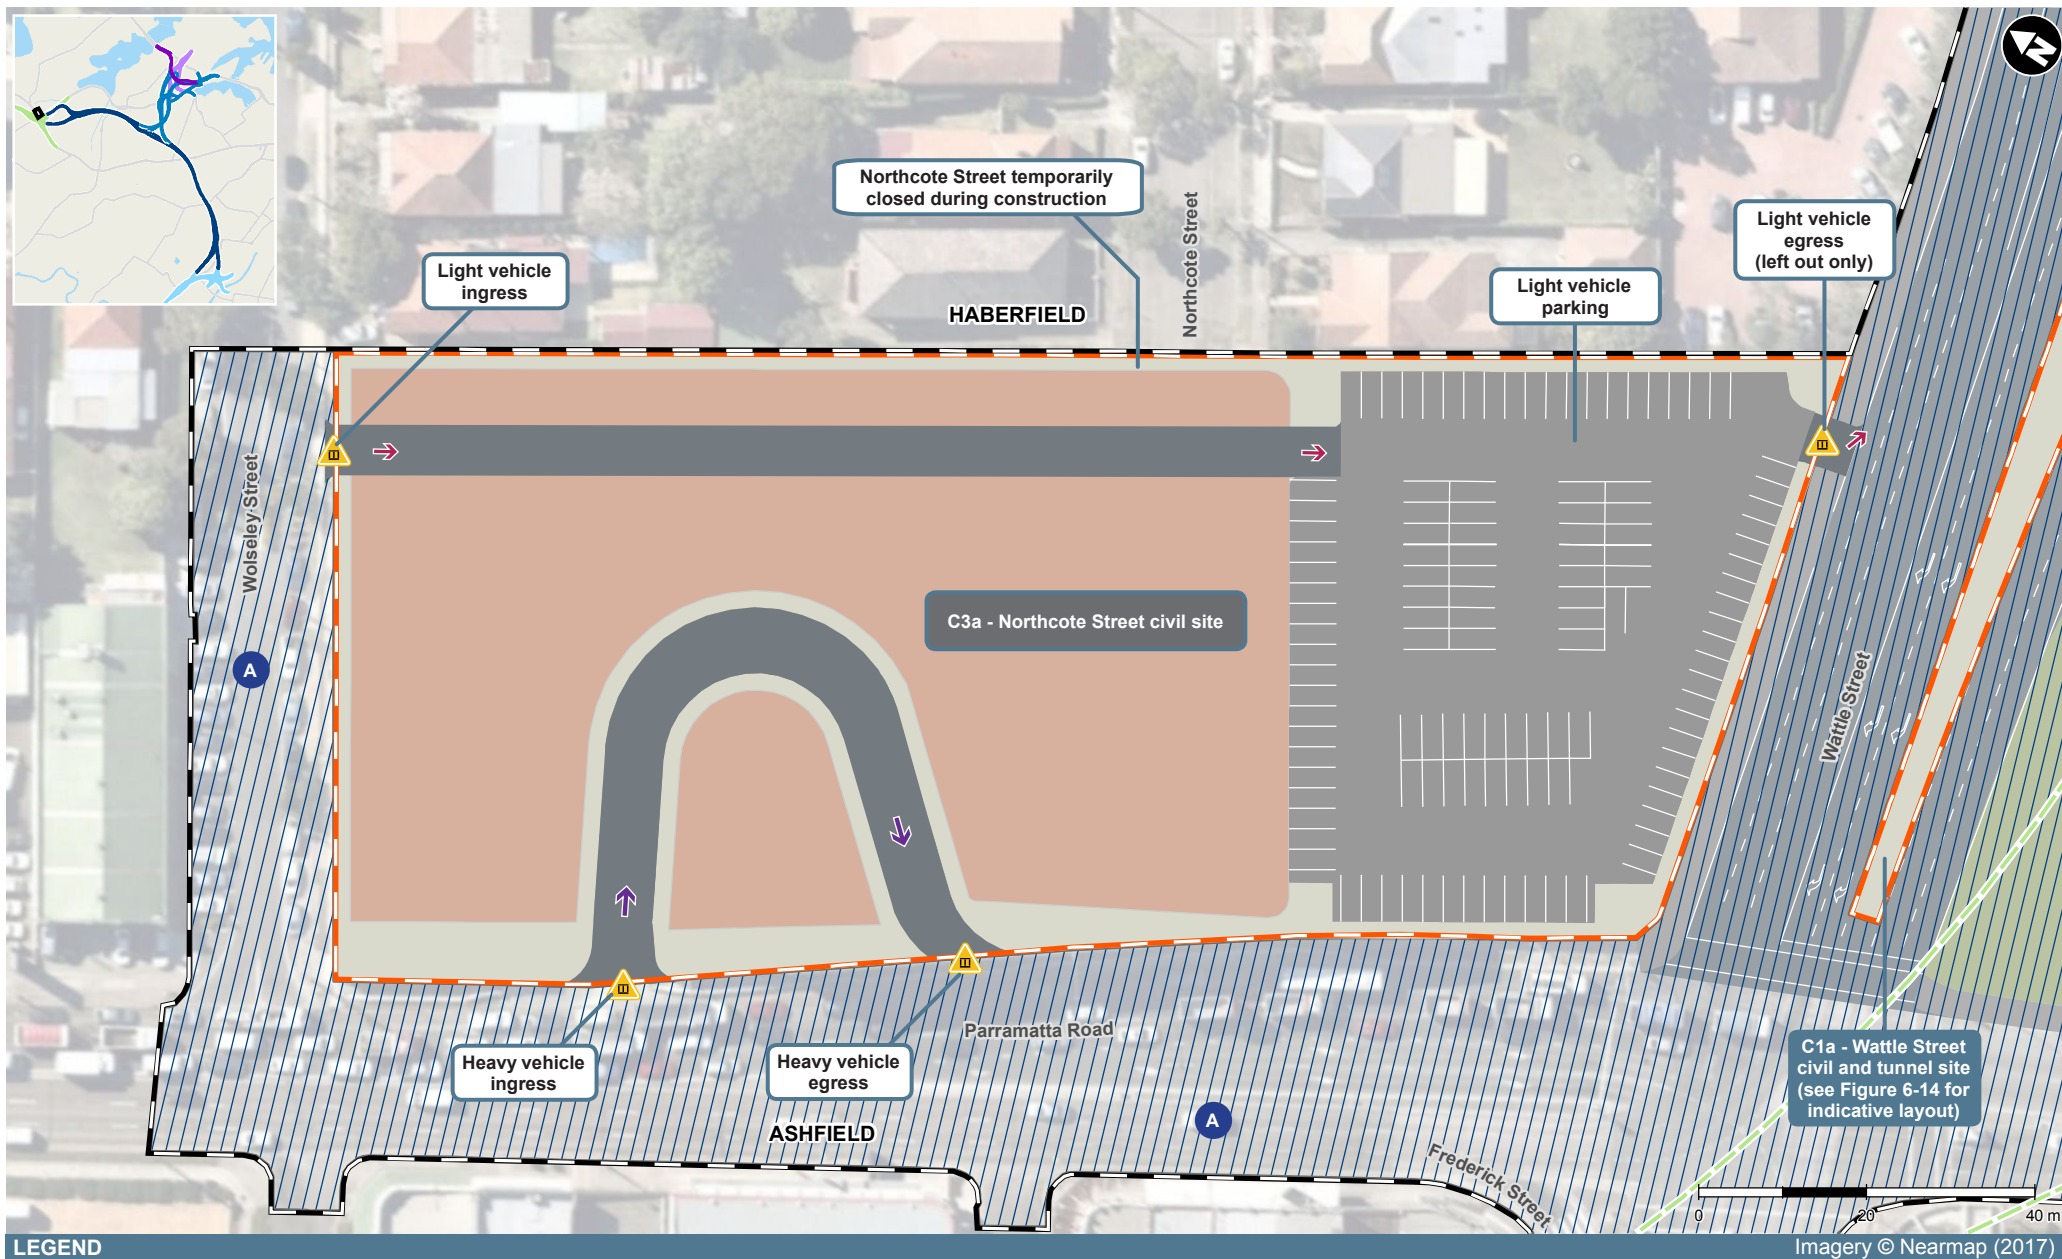 N
Northcote Street temporarily
closed during construction
Northcote Street
Light vehicle
egress
(left out only)
Light vehicle
ingress
Light vehicle
parking
HABERFIELD
Wolseley Street
C3a - Northcote Street civil site
A
Wattle Street
Parramatta Road
Heavy vehicle
ingress
Heavy vehicle
egress
C1a - Wattle Street
civil and tunnel site
(see Figure 6-14 for
indicative layout)
A
ASHFIELD
Frederick Street
0 20 40 m
LEGEND
Imagery © Nearmap (2017)